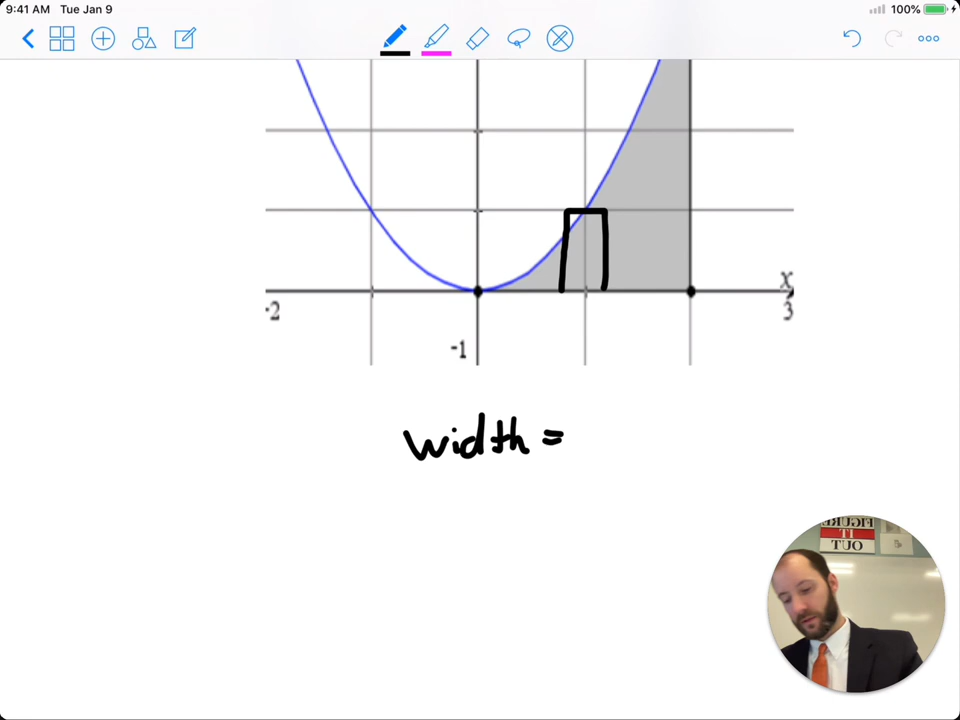 9:41 AM Tue Jan 9
100%
x
-2
3
-1
width =
FIGURE
IT
OUT